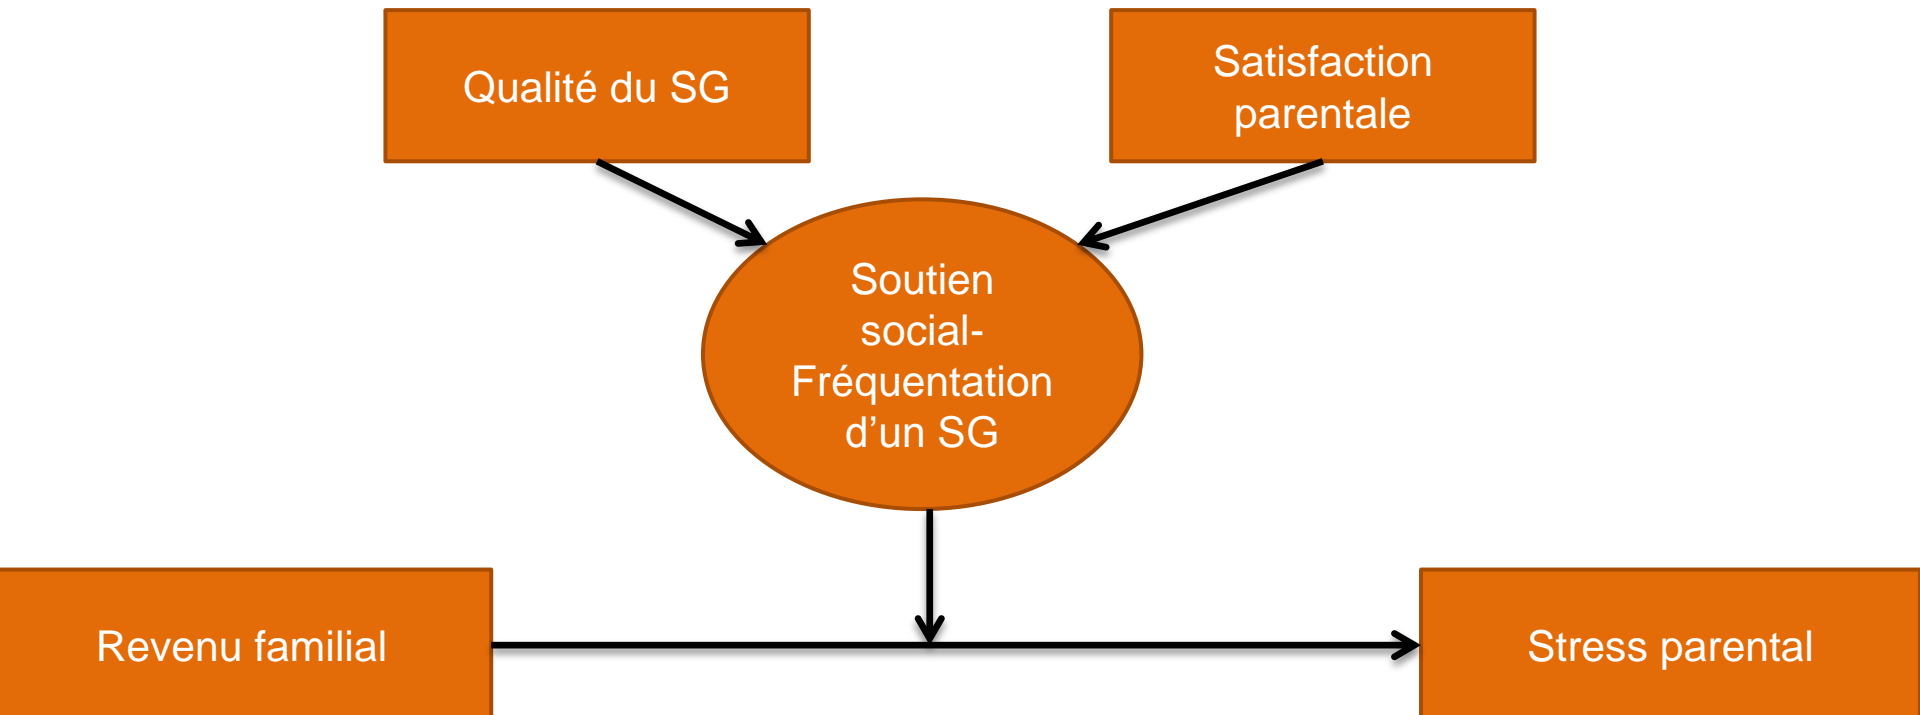 Qualité du SG
Satisfaction
parentale
Soutien
social-
Fréquentation
d’un SG
Revenu familial
Stress parental